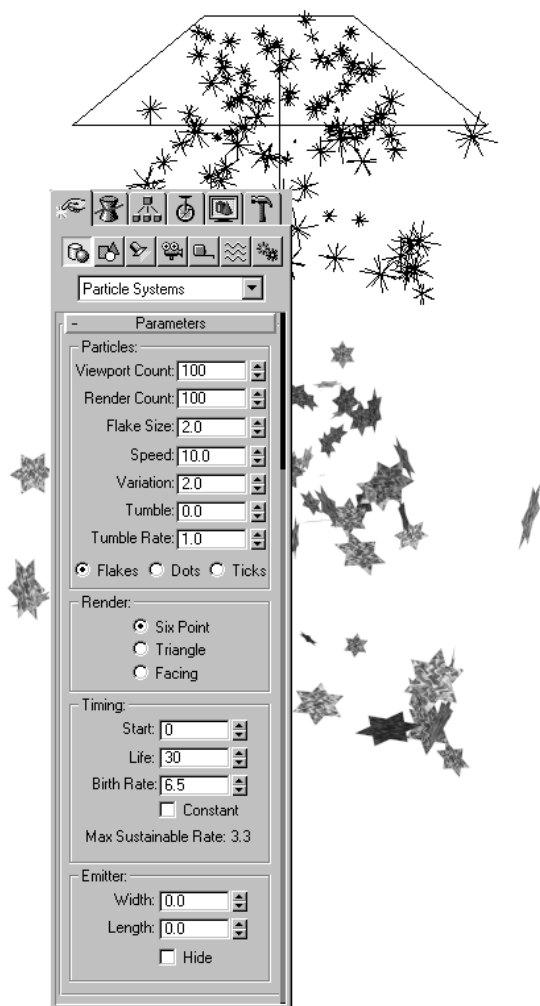 Particle Systems
- Parameters
Particles:
Viewport Count: 100
Render Count: 100
Flake Size: 2.0
Speed: 10.0
Variation: 2.0
Tumble: 0.0
Tumble Rate: 1.0
Flakes Dots Ticks
Render:
Six Point
Triangle
Facing
Timing:
Start: 0
Life: 30
Birth Rate: 6.5
Constant
Max Sustainable Rate: 3.3
Emitter:
Width: 0.0
Length: 0.0
Hide